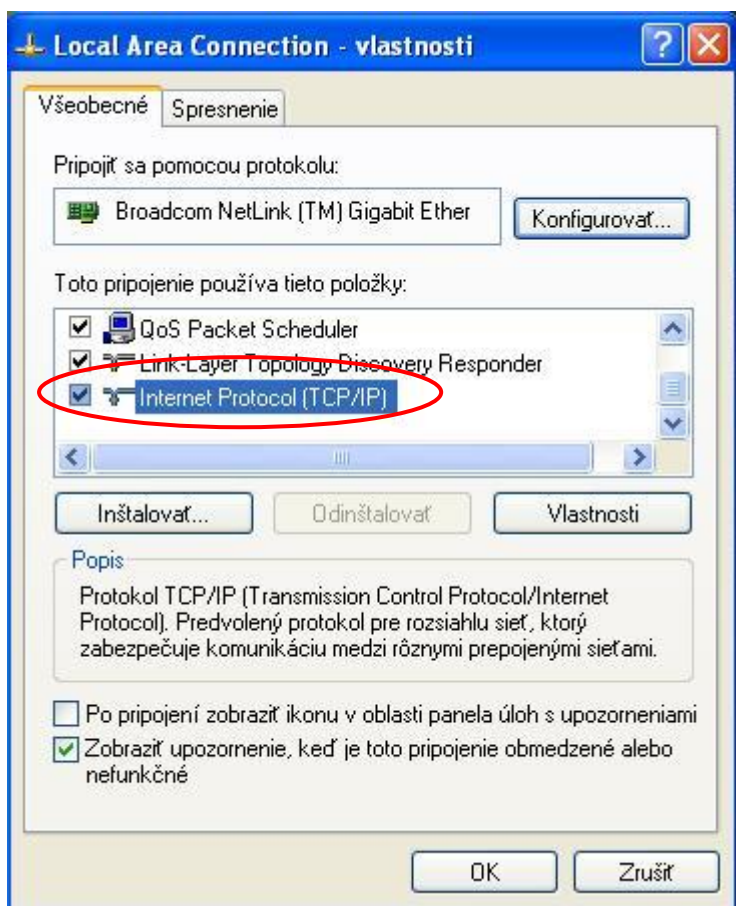 Local Area Connection - vlastnosti
Všeobecné
Spresnenie
Pripojiť sa pomocou protokolu:
Broadcom NetLink (TM) Gigabit Ether
Konfigurovať...
Toto pripojenie používa tieto položky:
QoS Packet Scheduler
Link-Layer Topology Discovery Responder
Internet Protocol (TCP/IP)
Inštalovať...
Odinštalovať
Vlastnosti
Popis
Protokol TCP/IP (Transmission Control Protocol/Internet
Protocol). Predvolený protokol pre rozsiahlu sieť, ktorý
zabezpečuje komunikáciu medzi rôznymi prepojenými sieťami.
Po pripojení zobraziť ikonu v oblasti panela úloh s upozorneniami
Zobraziť upozornenie, keď je toto pripojenie obmedzené alebo
nefunkčné
OK
Zrušiť